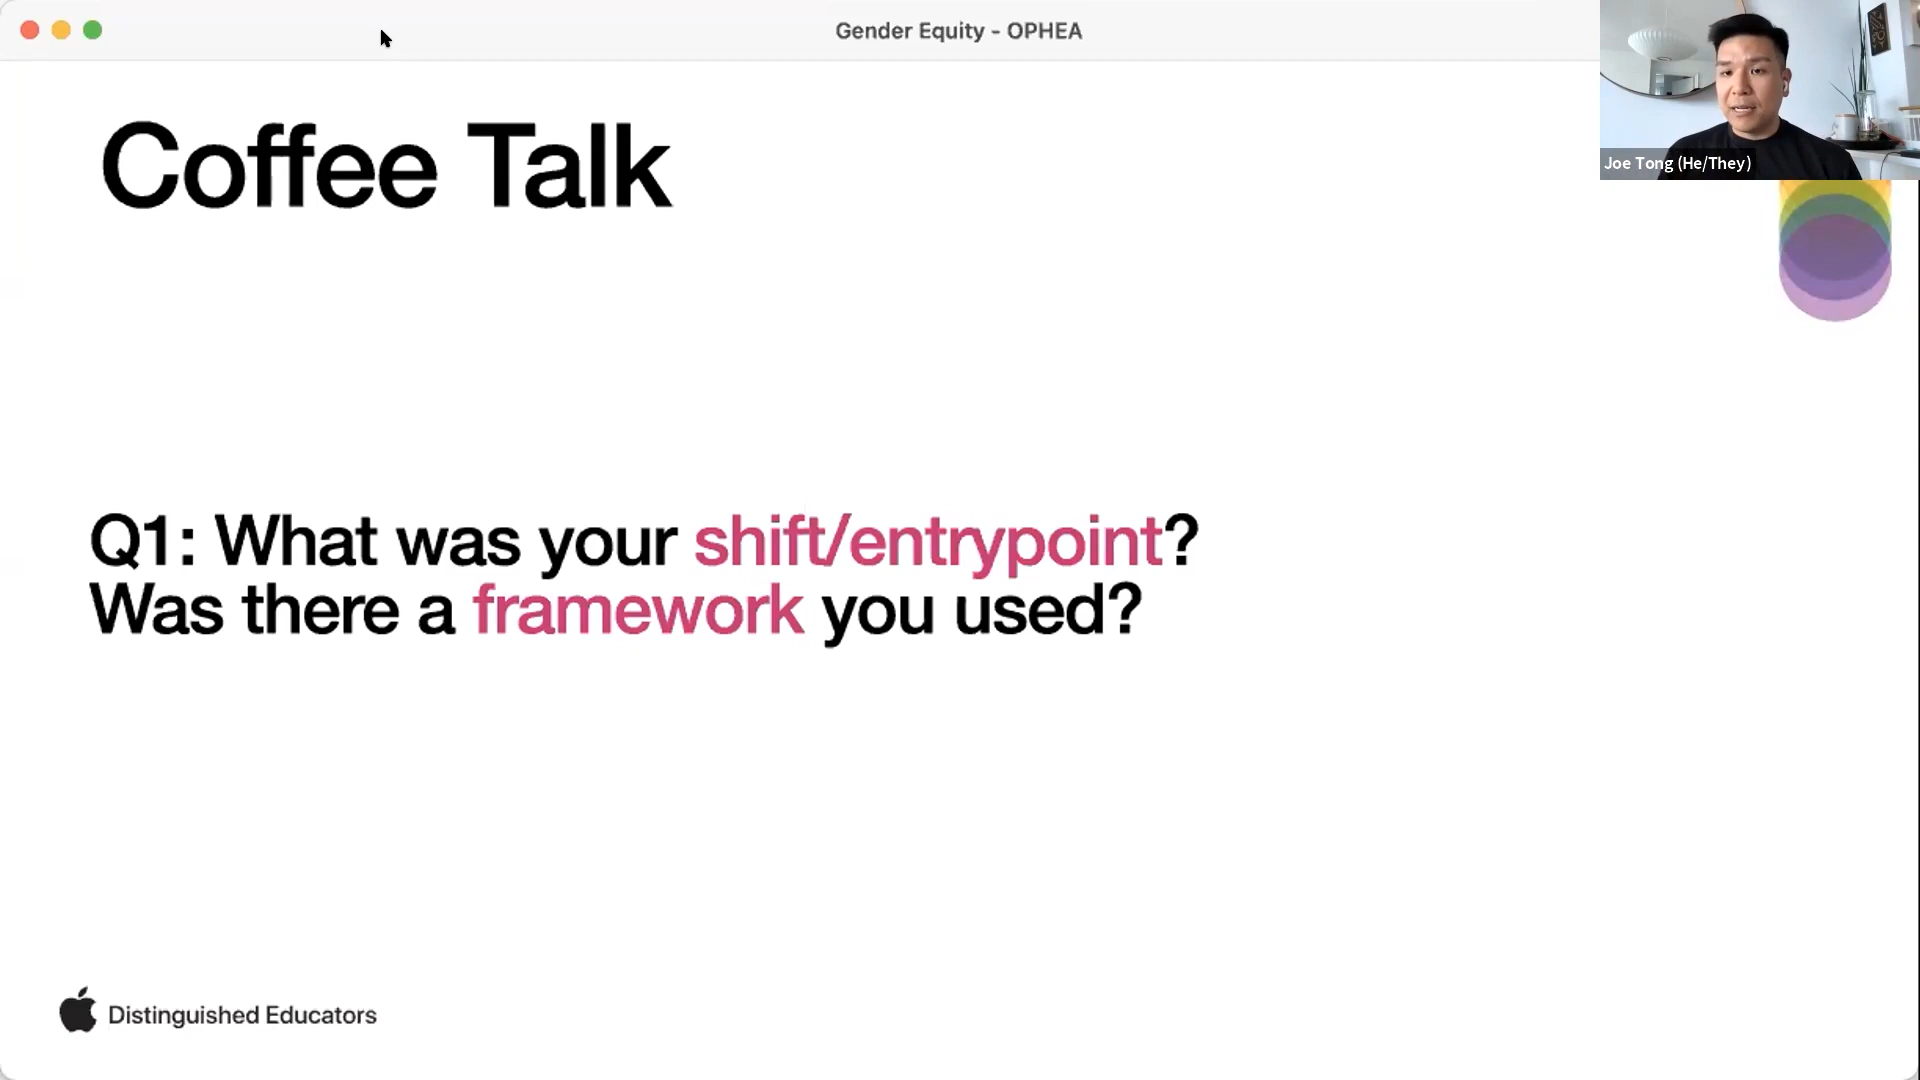 Gender Equity - OPHEA
Joe Tong (He/They)
Coffee Talk
Q1: What was your shift/entrypoint?
Was there a framework you used?
Distinguished Educators